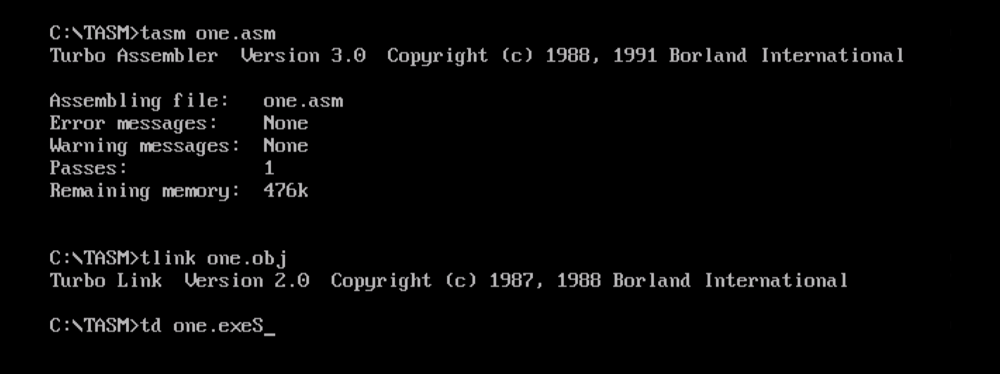 C:\TASM>tasm one.asm
Turbo Assembler  Version 3.0  Copyright (c) 1988, 1991 Borland International
Assembling file:   one.asm
Error messages:    None
Warning messages:  None
Passes:            1
Remaining memory:  476k
C:\TASM>tlink one.obj
Turbo Link  Version 2.0  Copyright (c) 1987, 1988 Borland International
C:\TASM>td one.exeS_